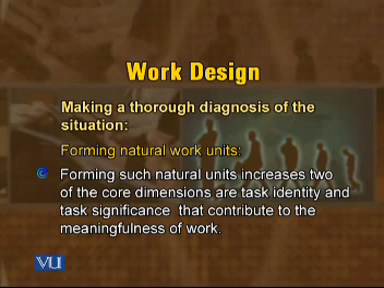 Work Design
Making a thorough diagnosis of the
situation:
Forming natural work units:
Forming such natural units increases two
of the core dimensions are task identity and
task significance that contribute to the
meaningfulness of work.
VU